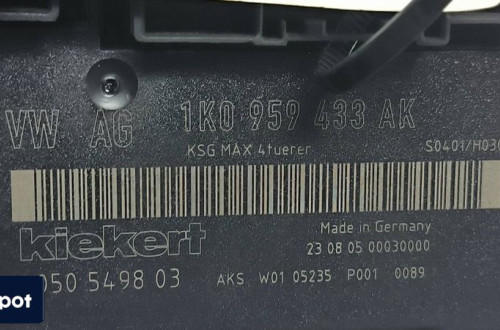 VW AG 1K0 959 433 AK
KSG MAX 4tuerer S0401/H030
kiekert
Made in Germany
23 08 05 00030000
050 5498 03
AKS W01 05235 P001 0089
pot